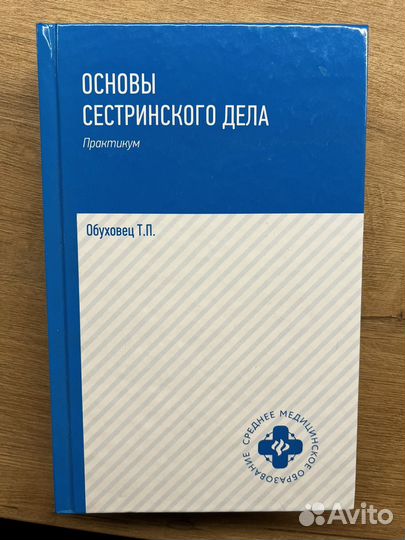 ОСНОВЫ
СЕСТРИНСКОГО ДЕЛА
Практикум
Обуховец Т.П.
СРЕДНЕЕ МЕДИЦИНСКОЕ ОБРАЗОВАНИЕ
Avito